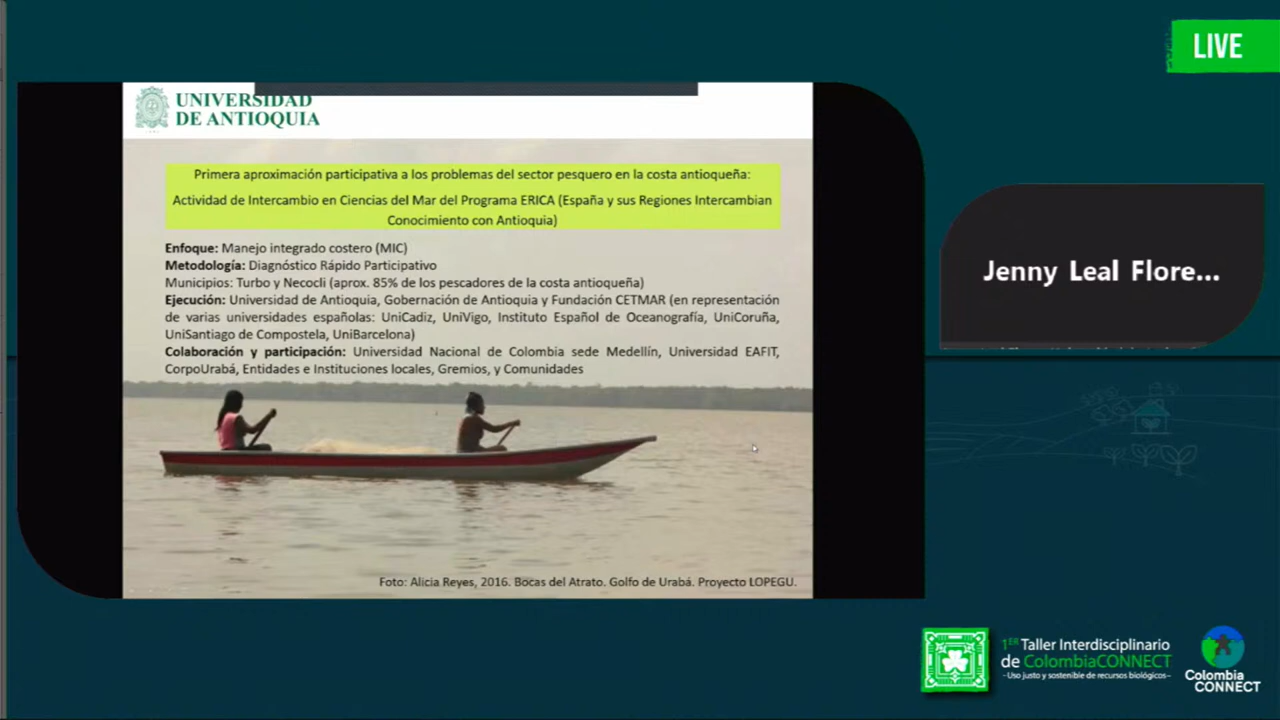 LIVE
UNIVERSIDAD
DE ANTIOQUIA
Primera aproximación participativa a los problemas del sector pesquero en la costa antioqueña:
Actividad de Intercambio en Ciencias del Mar del Programa ERICA (España y sus Regiones Intercambian
Conocimiento con Antioquia)
Enfoque: Manejo integrado costero (MIC)
Metodología: Diagnóstico Rápido Participativo
Municipios: Turbo y Necocli (aprox. 85% de los pescadores de la costa antioqueña)
Ejecución: Universidad de Antioquia, Gobernación de Antioquia y Fundación CETMAR (en representación
de varias universidades españolas: UniCadiz, UniVigo, Instituto Español de Oceanografía, UniCoruña,
UniSantiago de Compostela, UniBarcelona)
Colaboración y participación: Universidad Nacional de Colombia sede Medellín, Universidad EAFIT,
CorpoUrabá, Entidades e Instituciones locales, Gremios, y Comunidades
Foto: Alicia Reyes, 2016. Bocas del Atrato. Golfo de Urabá. Proyecto LOPEGU.
Jenny Leal Flore...
1ER Taller Interdisciplinario
de ColombiaCONNECT
-Uso justo y sostenible de recursos biológicos-
Colombia
CONNECT